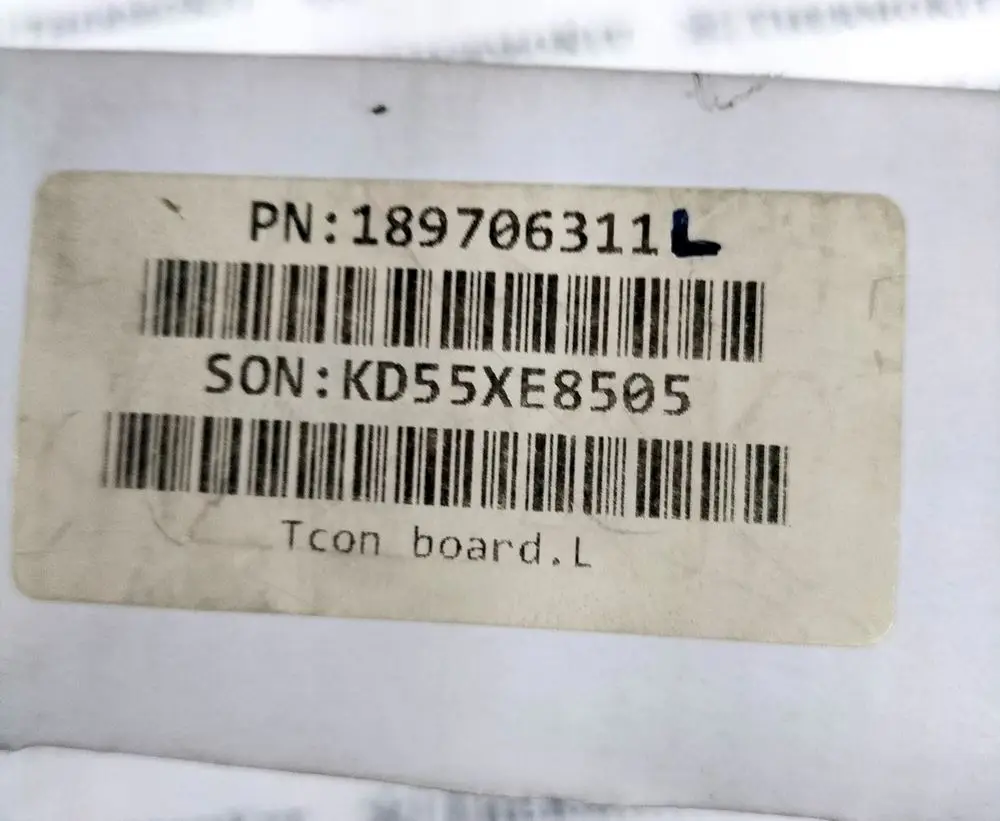 PN:189706311L
SON:KD55XE8505
Tcon board.L